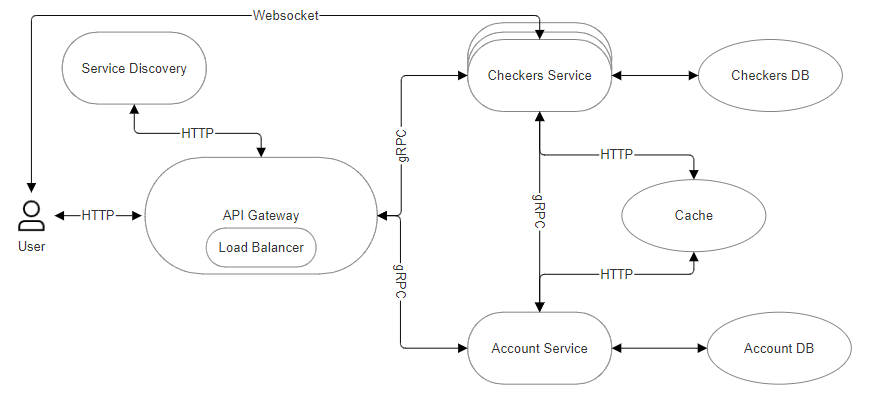 Websocket
Service Discovery
Checkers Service
Checkers DB
HTTP
gRPC
HTTP
User
HTTP
API Gateway
Load Balancer
gRPC
Cache
gRPC
HTTP
Account Service
Account DB